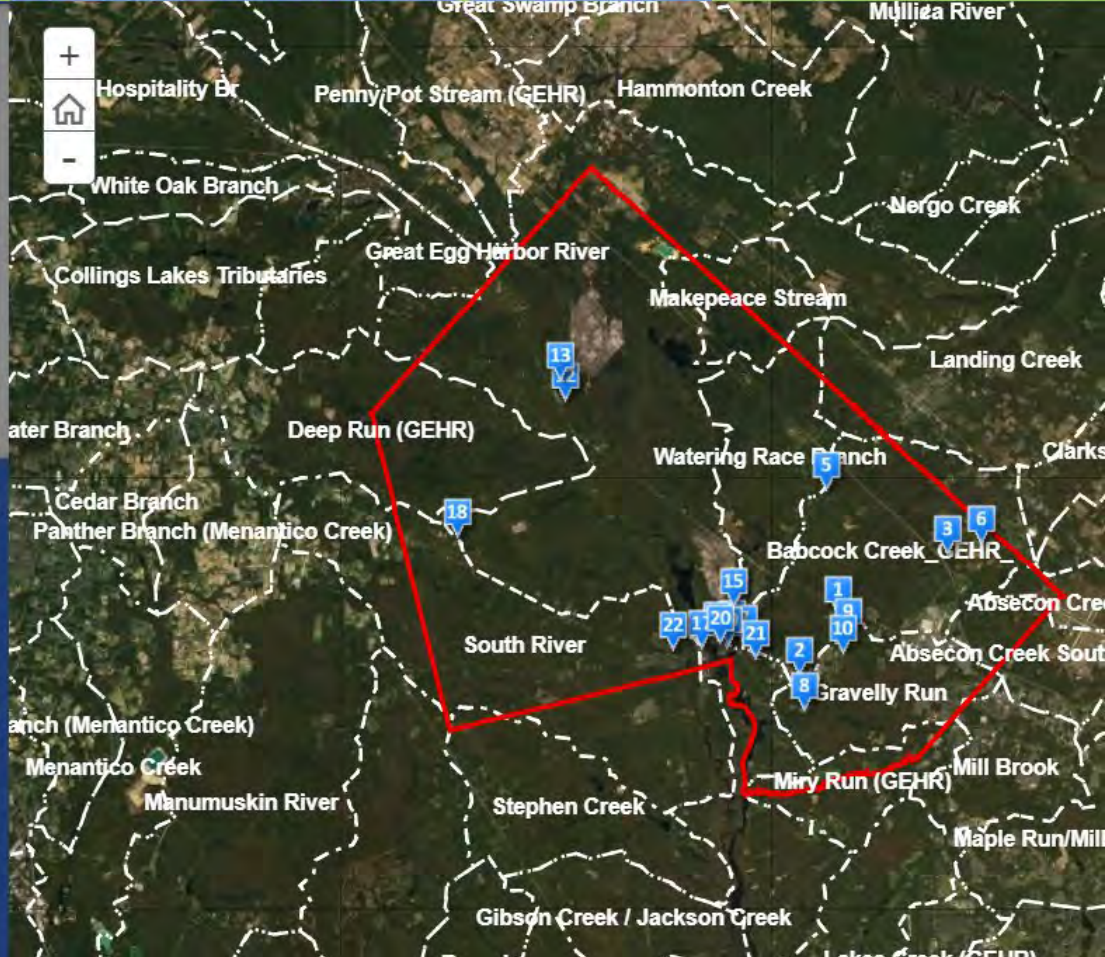 Great Swamp Branch
Mullica River
+
Hospitality Br
Penny Pot Stream (GEHR)
Hammonton Creek
-
White Oak Branch
Nergo Creek
Great Egg Harbor River
Collings Lakes Tributaries
Makepeace Stream
13
Landing Creek
12
ater Branch
Deep Run (GEHR)
Watering Race Branch
Clarks
5
Cedar Branch
18
Panther Branch (Menantico Creek)
3
6
Babcock Creek_GEHR_
15
1
Absecon Cree
9
22
17
20
21
10
South River
2
Absecon Creek Sout
8
Gravelly Run
anch (Menantico Creek)
Menantico Creek
Miry Run (GEHR)
Mill Brook
Manumuskin River
Stephen Creek
Maple Run/Mill
Gibson Creek / Jackson Creek